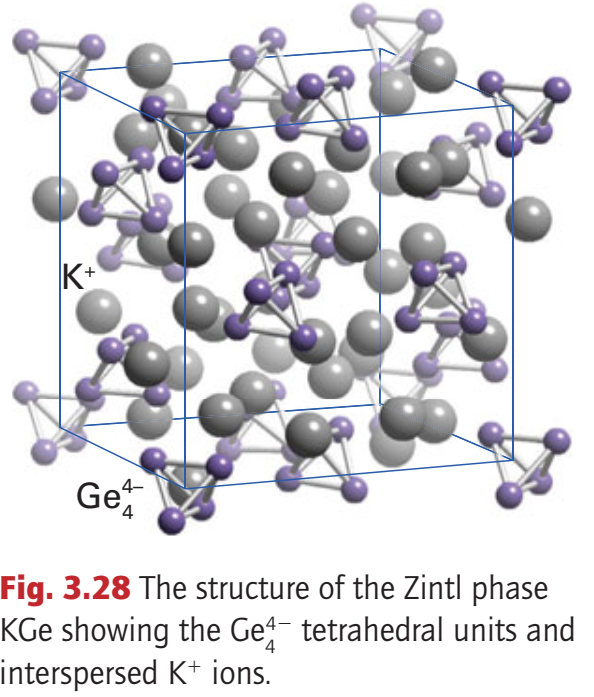 K⁺
Ge₄⁴⁻
Fig. 3.28 The structure of the Zintl phase
KGe showing the Ge₄⁴⁻ tetrahedral units and
interspersed K⁺ ions.